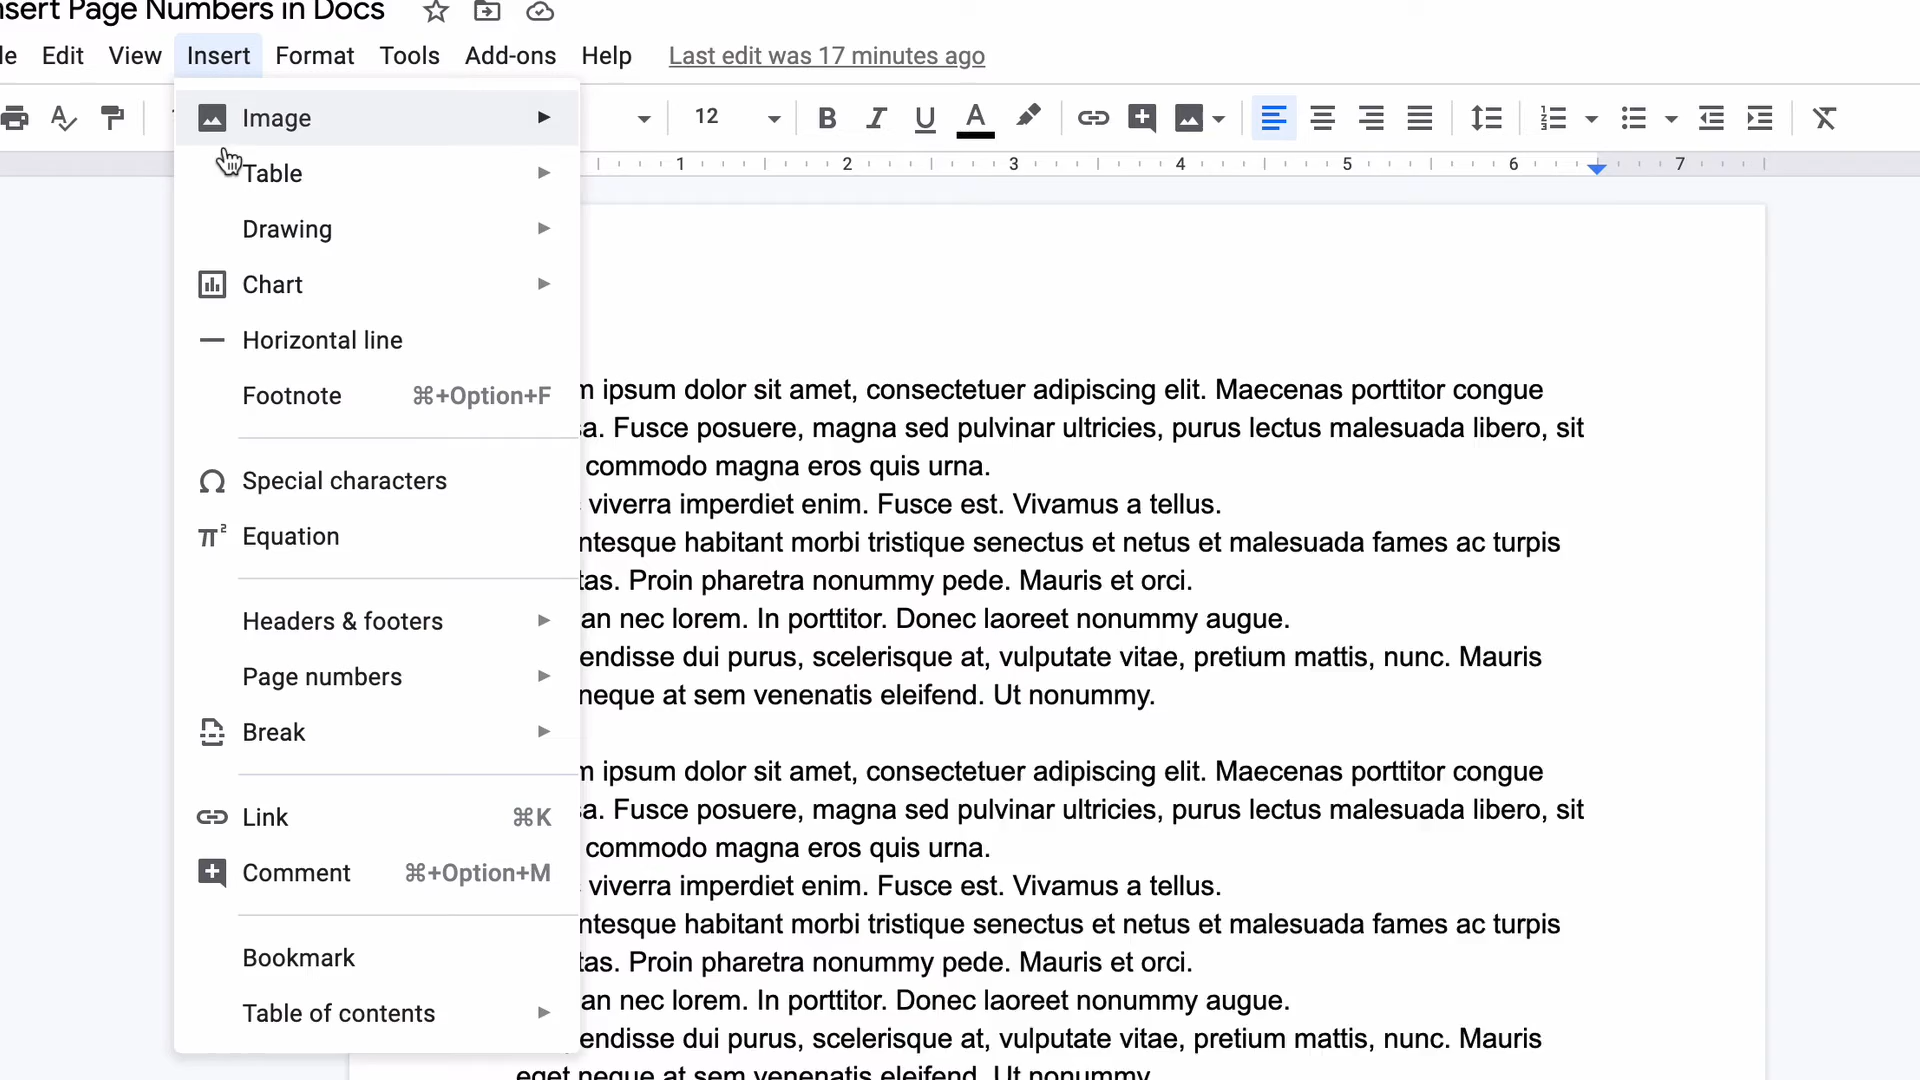 nsert Page Numbers in Docs
le Edit View Insert Format Tools Add-ons Help Last edit was 17 minutes ago
12 B I U A
1 2 3 4 5 6 7
Image
Table
Drawing
Chart
Horizontal line
Footnote ⌘+Option+F
Special characters
Equation
Headers & footers
Page numbers
Break
Link ⌘K
Comment ⌘+Option+M
Bookmark
Table of contents
m ipsum dolor sit amet, consectetuer adipiscing elit. Maecenas porttitor congue
sa. Fusce posuere, magna sed pulvinar ultricies, purus lectus malesuada libero, sit
commodo magna eros quis urna.
viverra imperdiet enim. Fusce est. Vivamus a tellus.
ntesque habitant morbi tristique senectus et netus et malesuada fames ac turpis
tas. Proin pharetra nonummy pede. Mauris et orci.
an nec lorem. In porttitor. Donec laoreet nonummy augue.
endisse dui purus, scelerisque at, vulputate vitae, pretium mattis, nunc. Mauris
neque at sem venenatis eleifend. Ut nonummy.
m ipsum dolor sit amet, consectetuer adipiscing elit. Maecenas porttitor congue
sa. Fusce posuere, magna sed pulvinar ultricies, purus lectus malesuada libero, sit
commodo magna eros quis urna.
viverra imperdiet enim. Fusce est. Vivamus a tellus.
ntesque habitant morbi tristique senectus et netus et malesuada fames ac turpis
tas. Proin pharetra nonummy pede. Mauris et orci.
an nec lorem. In porttitor. Donec laoreet nonummy augue.
endisse dui purus, scelerisque at, vulputate vitae, pretium mattis, nunc. Mauris
eget neque at sem venenatis eleifend. Ut nonummy.